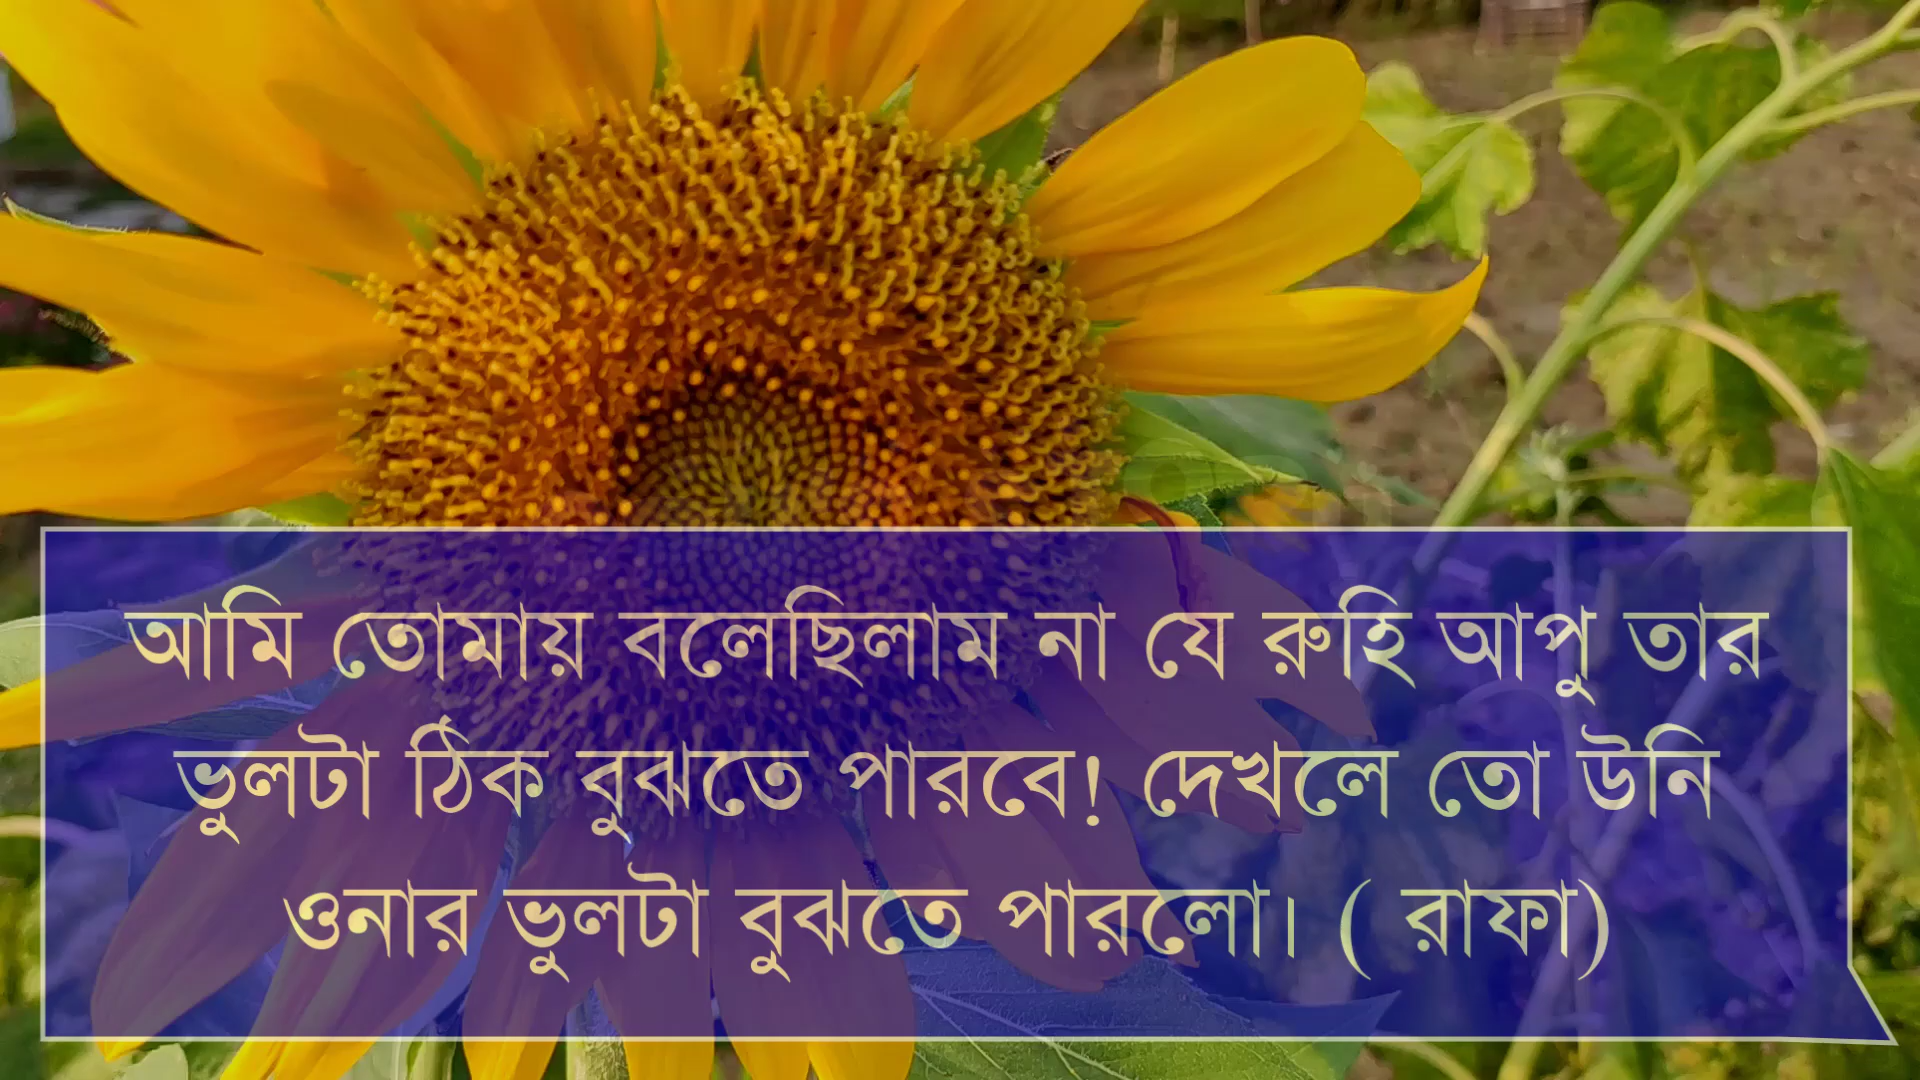 আমি তোমায় বলেছিলাম না যে রুহি আপু তার
ভুলটা ঠিক বুঝতে পারবে! দেখলে তো উনি
ওনার ভুলটা বুঝতে পারলো। ( রাফা)